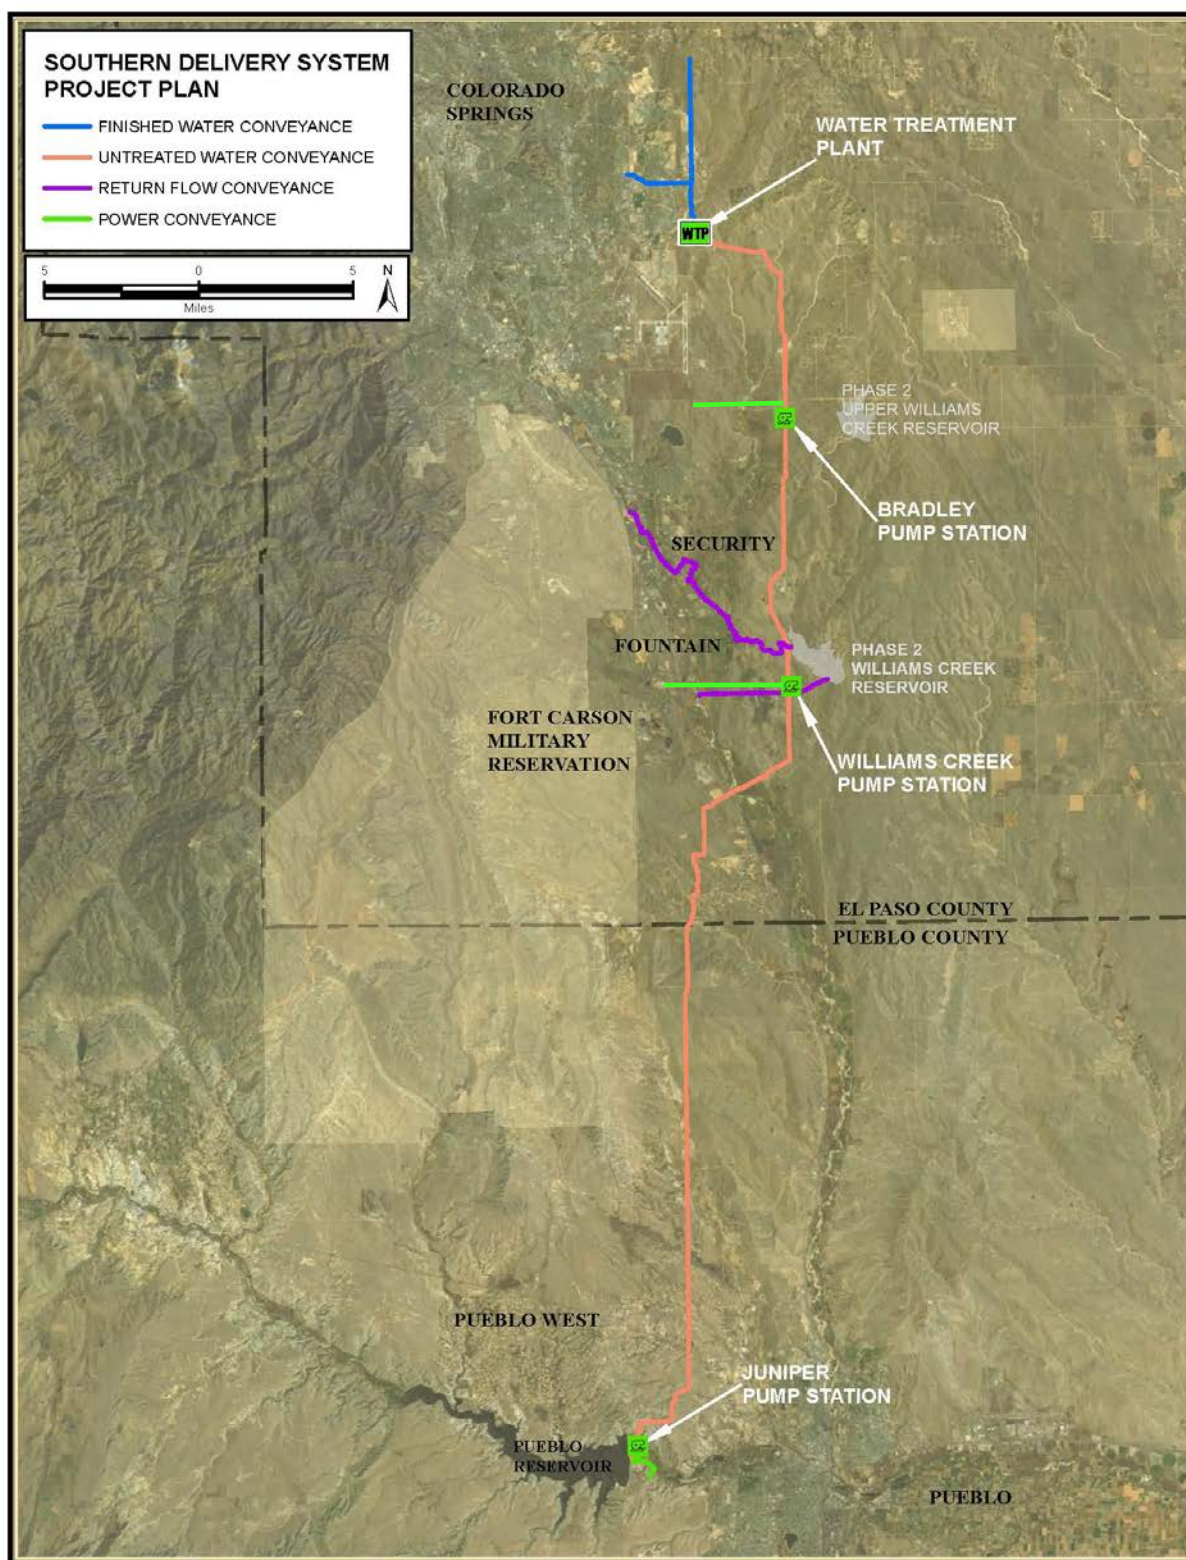 SOUTHERN DELIVERY SYSTEM
PROJECT PLAN
FINISHED WATER CONVEYANCE
UNTREATED WATER CONVEYANCE
RETURN FLOW CONVEYANCE
POWER CONVEYANCE
5 0 5
Miles
N
COLORADO
SPRINGS
WATER TREATMENT
PLANT
WTP
PHASE 2
UPPER WILLIAMS
CREEK RESERVOIR
BRADLEY
PUMP STATION
SECURITY
FOUNTAIN
PHASE 2
WILLIAMS CREEK
RESERVOIR
FORT CARSON
MILITARY
RESERVATION
WILLIAMS CREEK
PUMP STATION
EL PASO COUNTY
PUEBLO COUNTY
PUEBLO WEST
JUNIPER
PUMP STATION
PUEBLO
RESERVOIR
PUEBLO